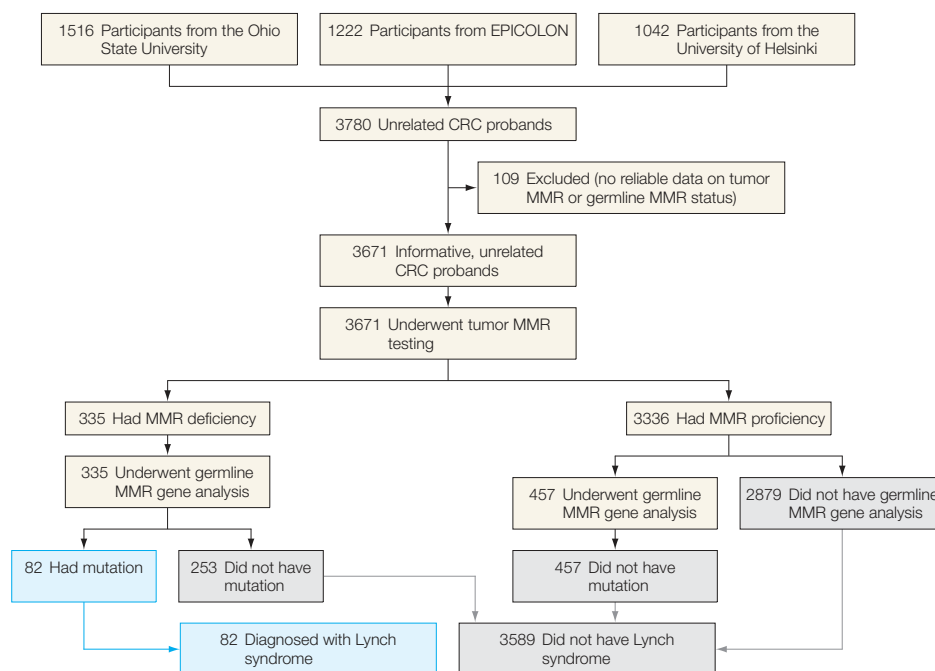 1516 Participants from the Ohio
State University
1222 Participants from EPICOLON
1042 Participants from the
University of Helsinki
3780 Unrelated CRC probands
109 Excluded (no reliable data on tumor
MMR or germline MMR status)
3671 Informative, unrelated
CRC probands
3671 Underwent tumor MMR
testing
335 Had MMR deficiency
3336 Had MMR proficiency
335 Underwent germline
MMR gene analysis
457 Underwent germline
MMR gene analysis
2879 Did not have germline
MMR gene analysis
82 Had mutation
253 Did not have
mutation
457 Did not have
mutation
82 Diagnosed with Lynch
syndrome
3589 Did not have Lynch
syndrome